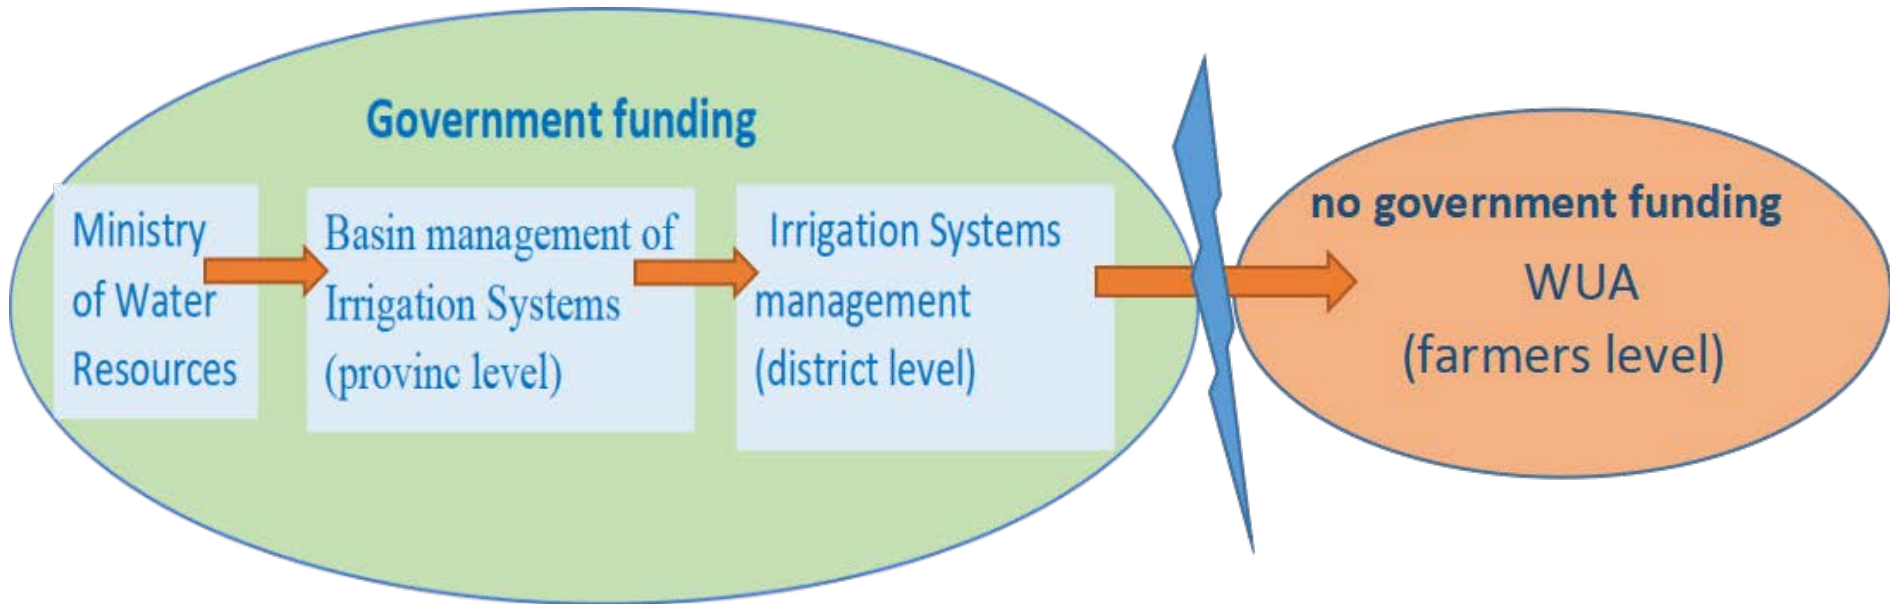 Government funding
Ministry
of Water
Resources
Basin management of
Irrigation Systems
(provinc level)
Irrigation Systems
management
(district level)
no government funding
WUA
(farmers level)